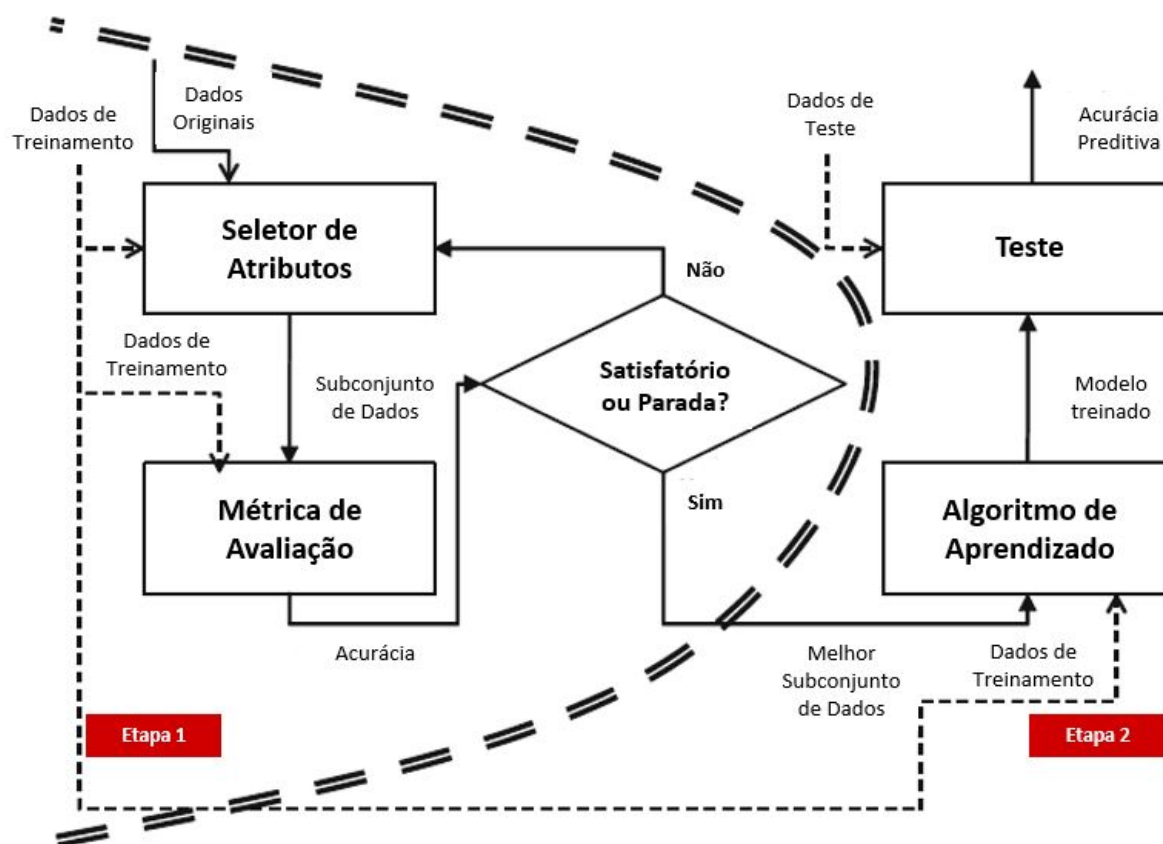 Dados de
Treinamento
Dados
Originais
Seletor de
Atributos
Dados de
Treinamento
Subconjunto
de Dados
Métrica de
Avaliação
Acurácia
Não
Satisfatório
ou Parada?
Sim
Melhor
Subconjunto
de Dados
Dados de
Treinamento
Algoritmo de
Aprendizado
Modelo
treinado
Dados de
Teste
Teste
Acurácia
Preditiva
Etapa 1
Etapa 2